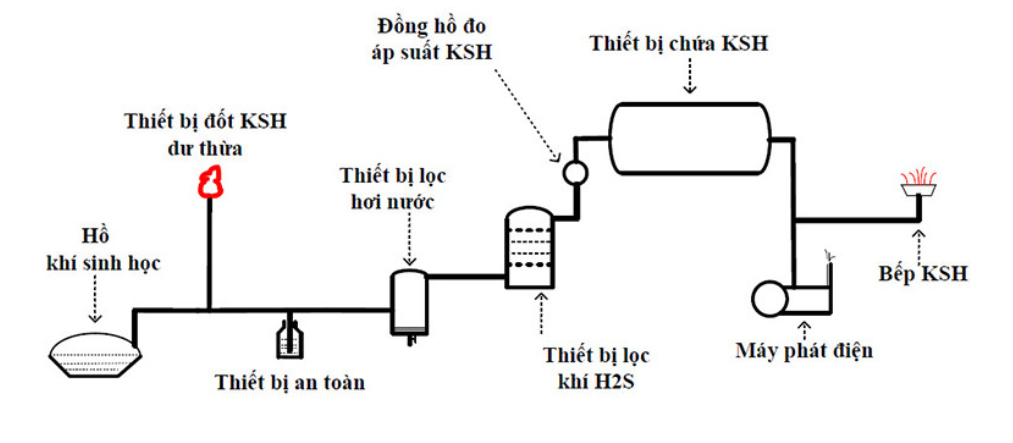 Đồng hồ đo
áp suất KSH
Thiết bị chứa KSH
Thiết bị đốt KSH
dư thừa
Thiết bị lọc
hơi nước
Hồ
khí sinh học
Bếp KSH
Thiết bị lọc
khí H2S
Máy phát điện
Thiết bị an toàn